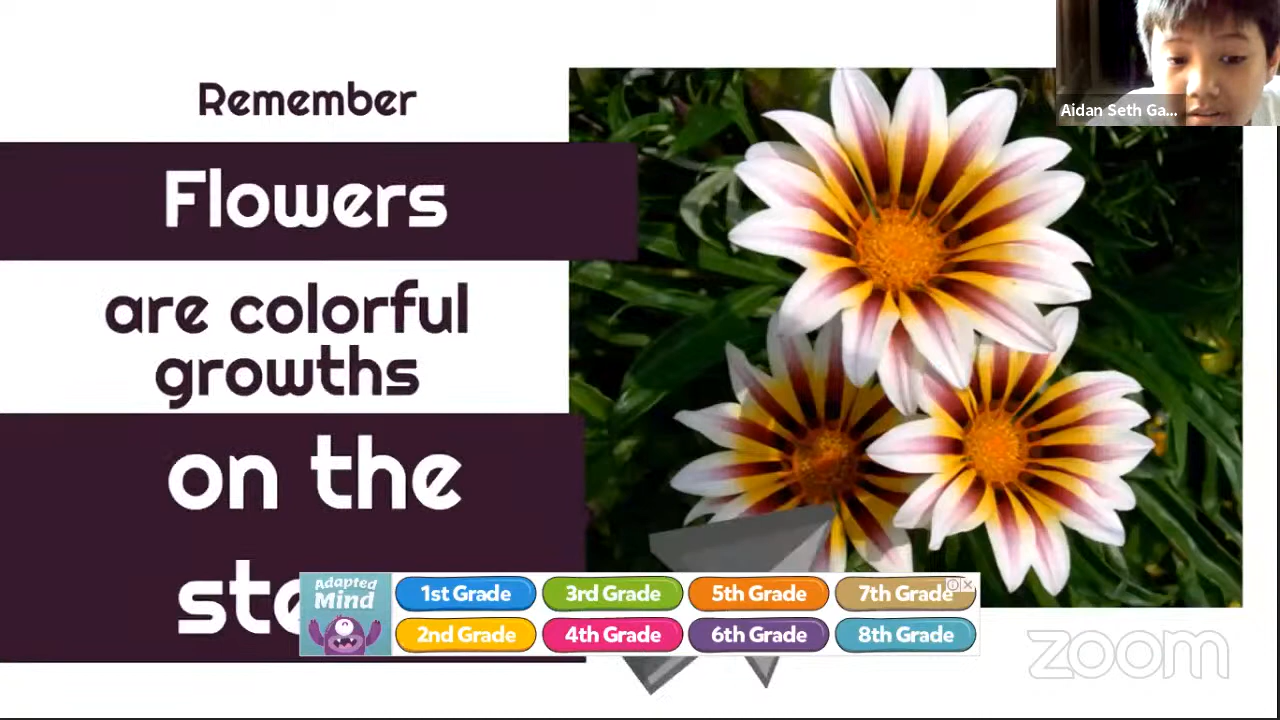 Remember
Flowers
are colorful
growths
on the
Aidan Seth Ga...
Adapted
Mind
1st Grade
3rd Grade
5th Grade
7th Grade
2nd Grade
4th Grade
6th Grade
8th Grade
zoom